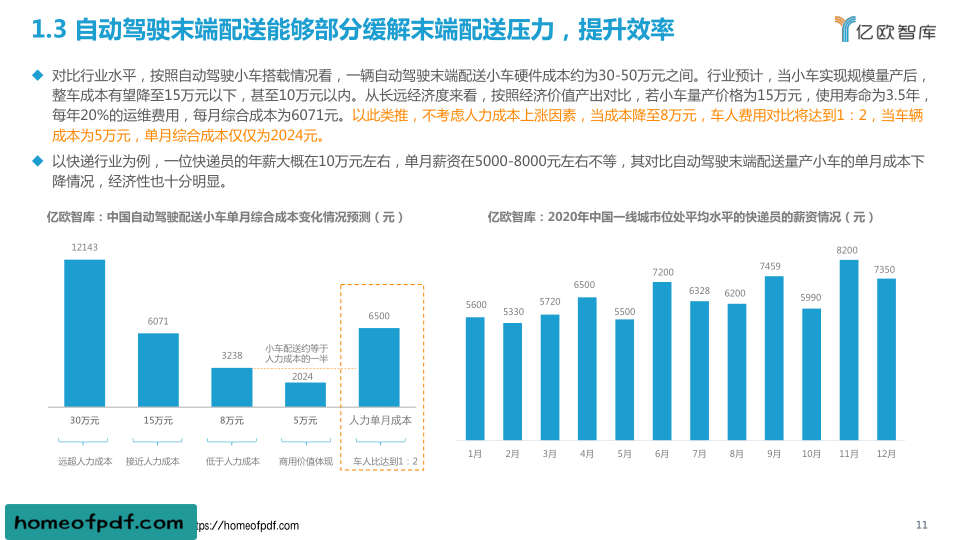 1.3 自动驾驶末端配送能够部分缓解末端配送压力，提升效率
亿欧智库
◆ 对比行业水平，按照自动驾驶小车搭载情况看，一辆自动驾驶末端配送小车硬件成本约为30-50万元之间。行业预计，当小车实现规模量产后，
整车成本有望降至15万元以下，甚至10万元以内。从长远经济度来看，按照经济价值产出对比，若小车量产价格为15万元，使用寿命为3.5年，
每年20%的运维费用，每月综合成本为6071元。以此类推，不考虑人力成本上涨因素，当成本降至8万元，车人费用对比将达到1：2，当车辆
成本为5万元，单月综合成本仅仅为2024元。
◆ 以快递行业为例，一位快递员的年薪大概在10万元左右，单月薪资在5000-8000元左右不等，其对比自动驾驶末端配送量产小车的单月成本下
降情况，经济性也十分明显。
亿欧智库：中国自动驾驶配送小车单月综合成本变化情况预测（元）
12143
6071
3238
小车配送约等于
人力成本的一半
2024
6500
30万元 15万元 8万元 5万元 人力单月成本
远超人力成本 接近人力成本 低于人力成本 商用价值体现 车人比达到1：2
亿欧智库：2020年中国一线城市位处平均水平的快递员的薪资情况（元）
5600 5330 5720 6500 5500 7200 6328 6200 7459 5990 8200 7350
1月 2月 3月 4月 5月 6月 7月 8月 9月 10月 11月 12月
homeofpdf.com
ttps://homeofpdf.com
11